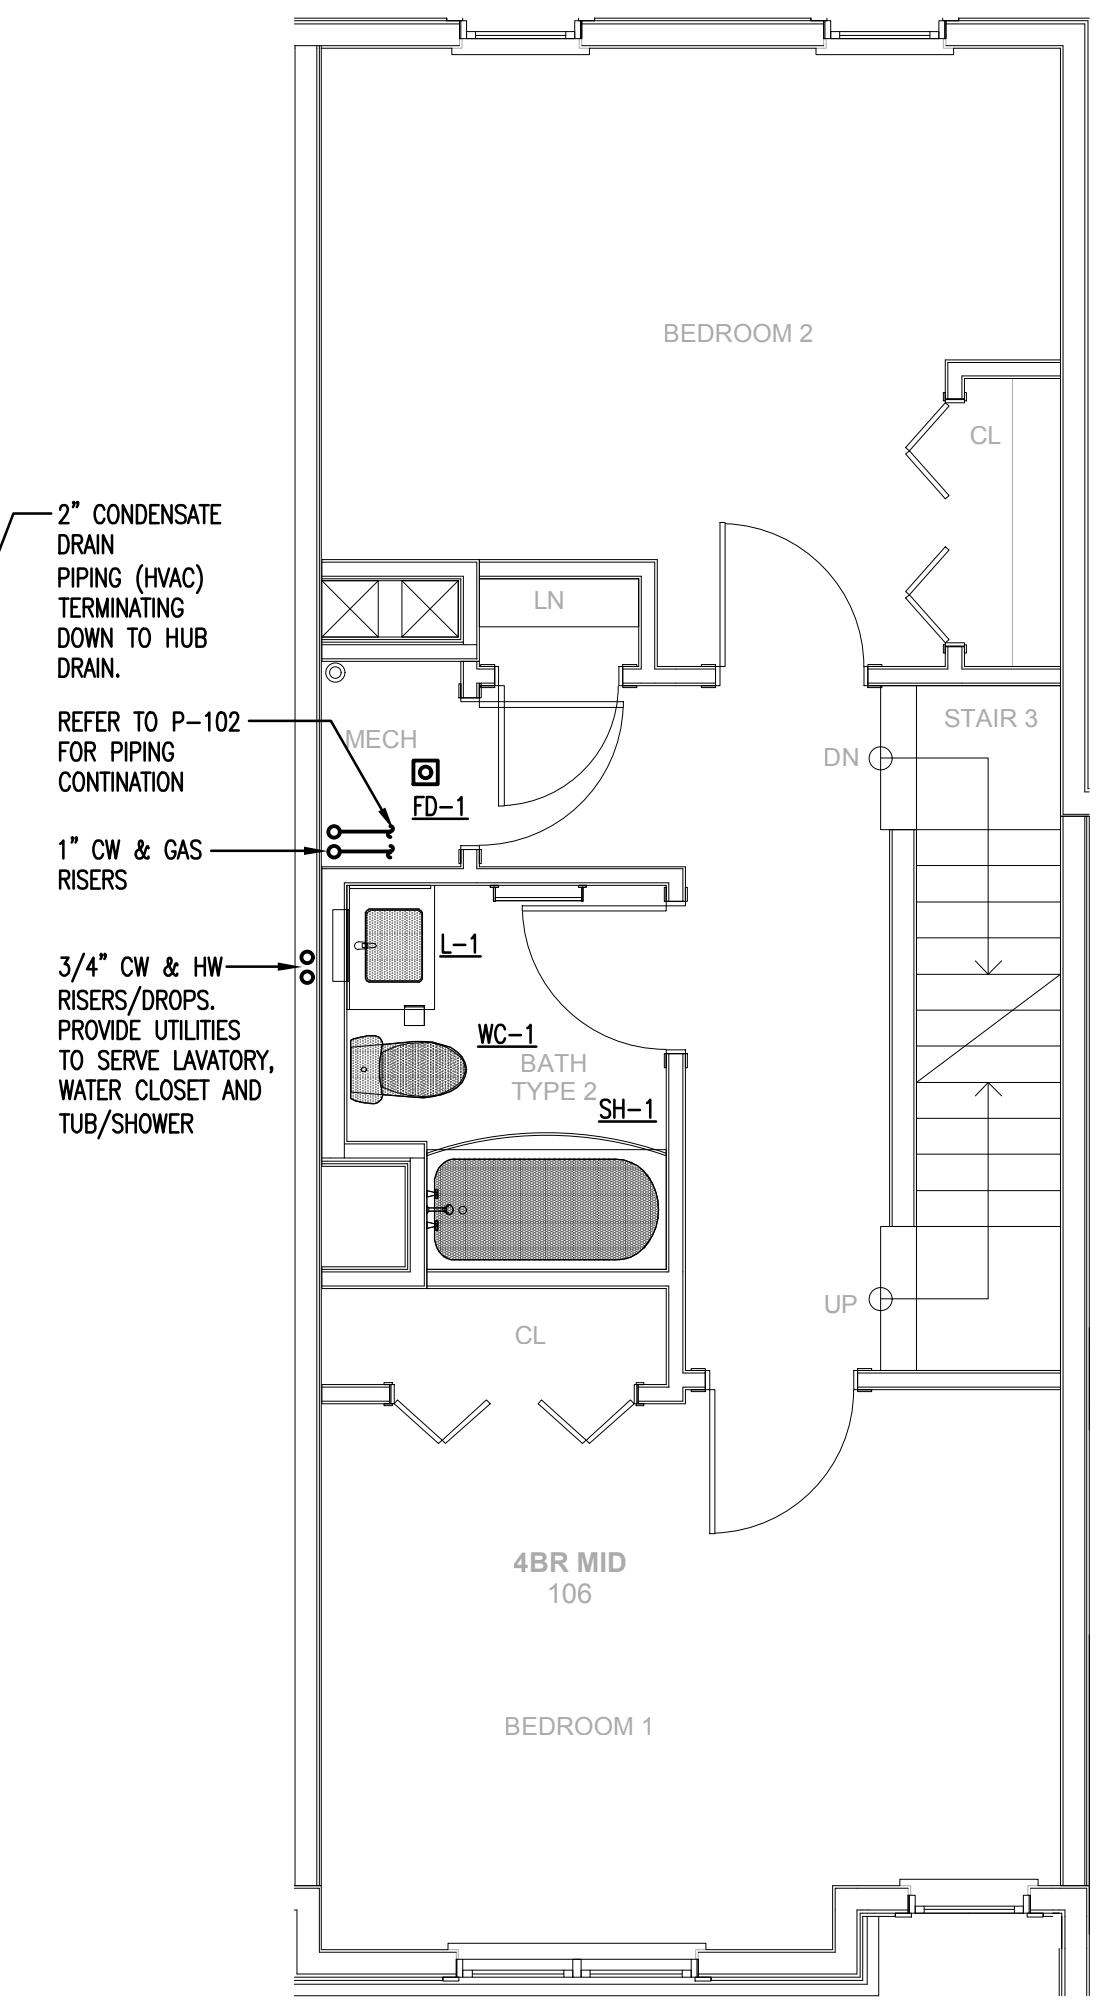 BEDROOM 2
CL
2" CONDENSATE
DRAIN
PIPING (HVAC)
TERMINATING
DOWN TO HUB
DRAIN.
LN
REFER TO P-102
FOR PIPING
CONTINATION
MECH
STAIR 3
DN
FD-1
1" CW & GAS
RISERS
L-1
3/4" CW & HW
RISERS/DROPS.
PROVIDE UTILITIES
TO SERVE LAVATORY,
WATER CLOSET AND
TUB/SHOWER
WC-1
BATH
TYPE 2
SH-1
UP
CL
4BR MID
106
BEDROOM 1